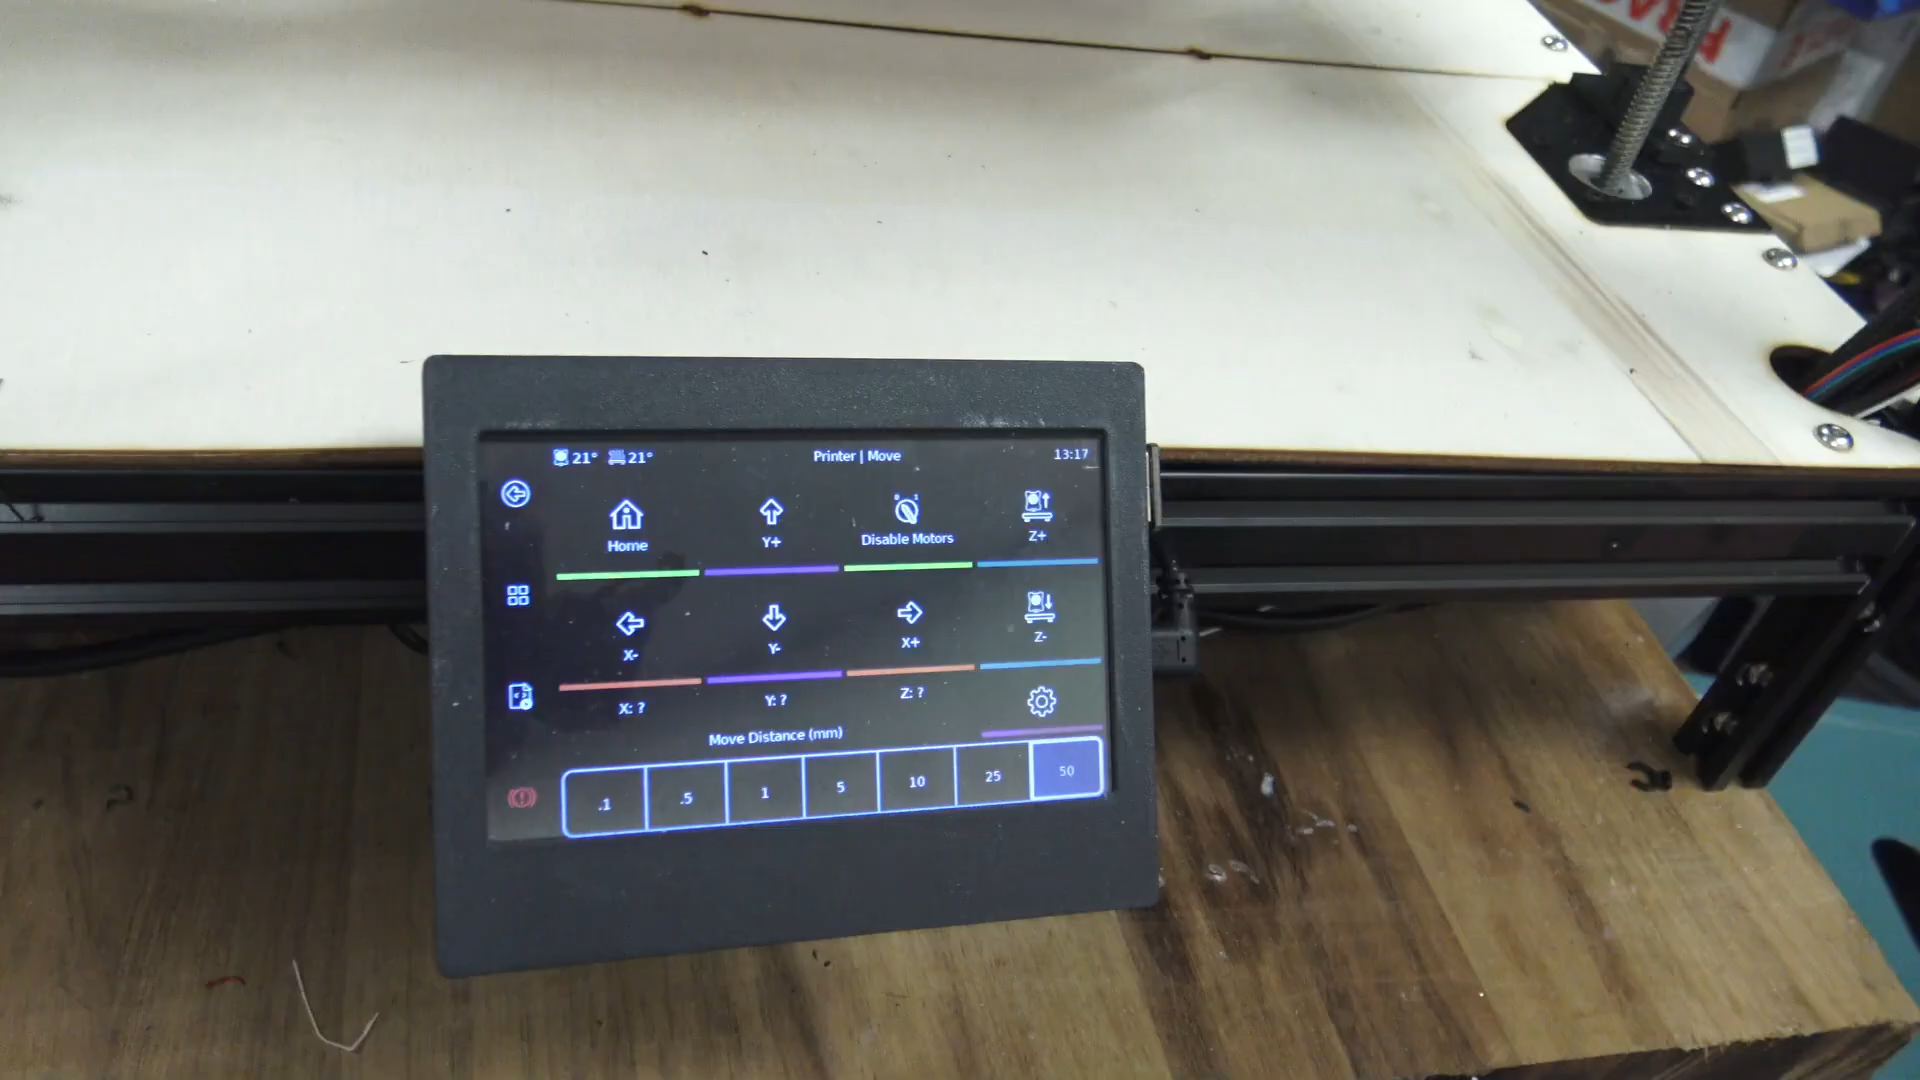 21° 21° Printer | Move 13:17
Home Y+ Disable Motors Z+
X- Y- X+ Z-
X: ? Y: ? Z: ?
Move Distance (mm)
.1 .5 1 5 10 25 50